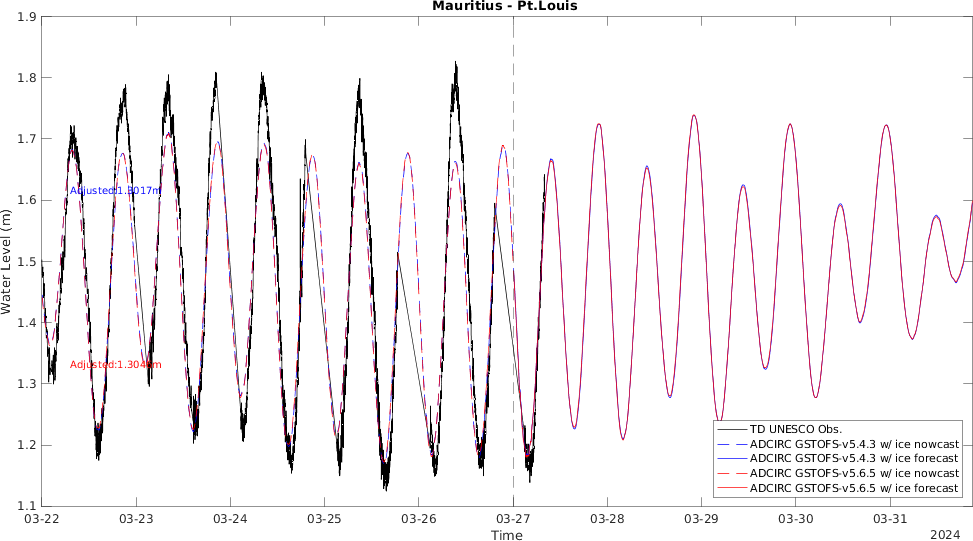 Mauritius - Pt.Louis
Water Level (m)
1.9
1.8
1.7
1.6
1.5
1.4
1.3
1.2
1.1
Adjusted:1.3017m
TD UNESCO Obs.
ADCIRC GSTOFS-v5.4.3 w/ ice nowcast
ADCIRC GSTOFS-v5.4.3 w/ ice forecast
ADCIRC GSTOFS-v5.6.5 w/ ice nowcast
ADCIRC GSTOFS-v5.6.5 w/ ice forecast
03-22 03-23 03-24 03-25 03-26 03-27 03-28 03-29 03-30 03-31
Time
2024